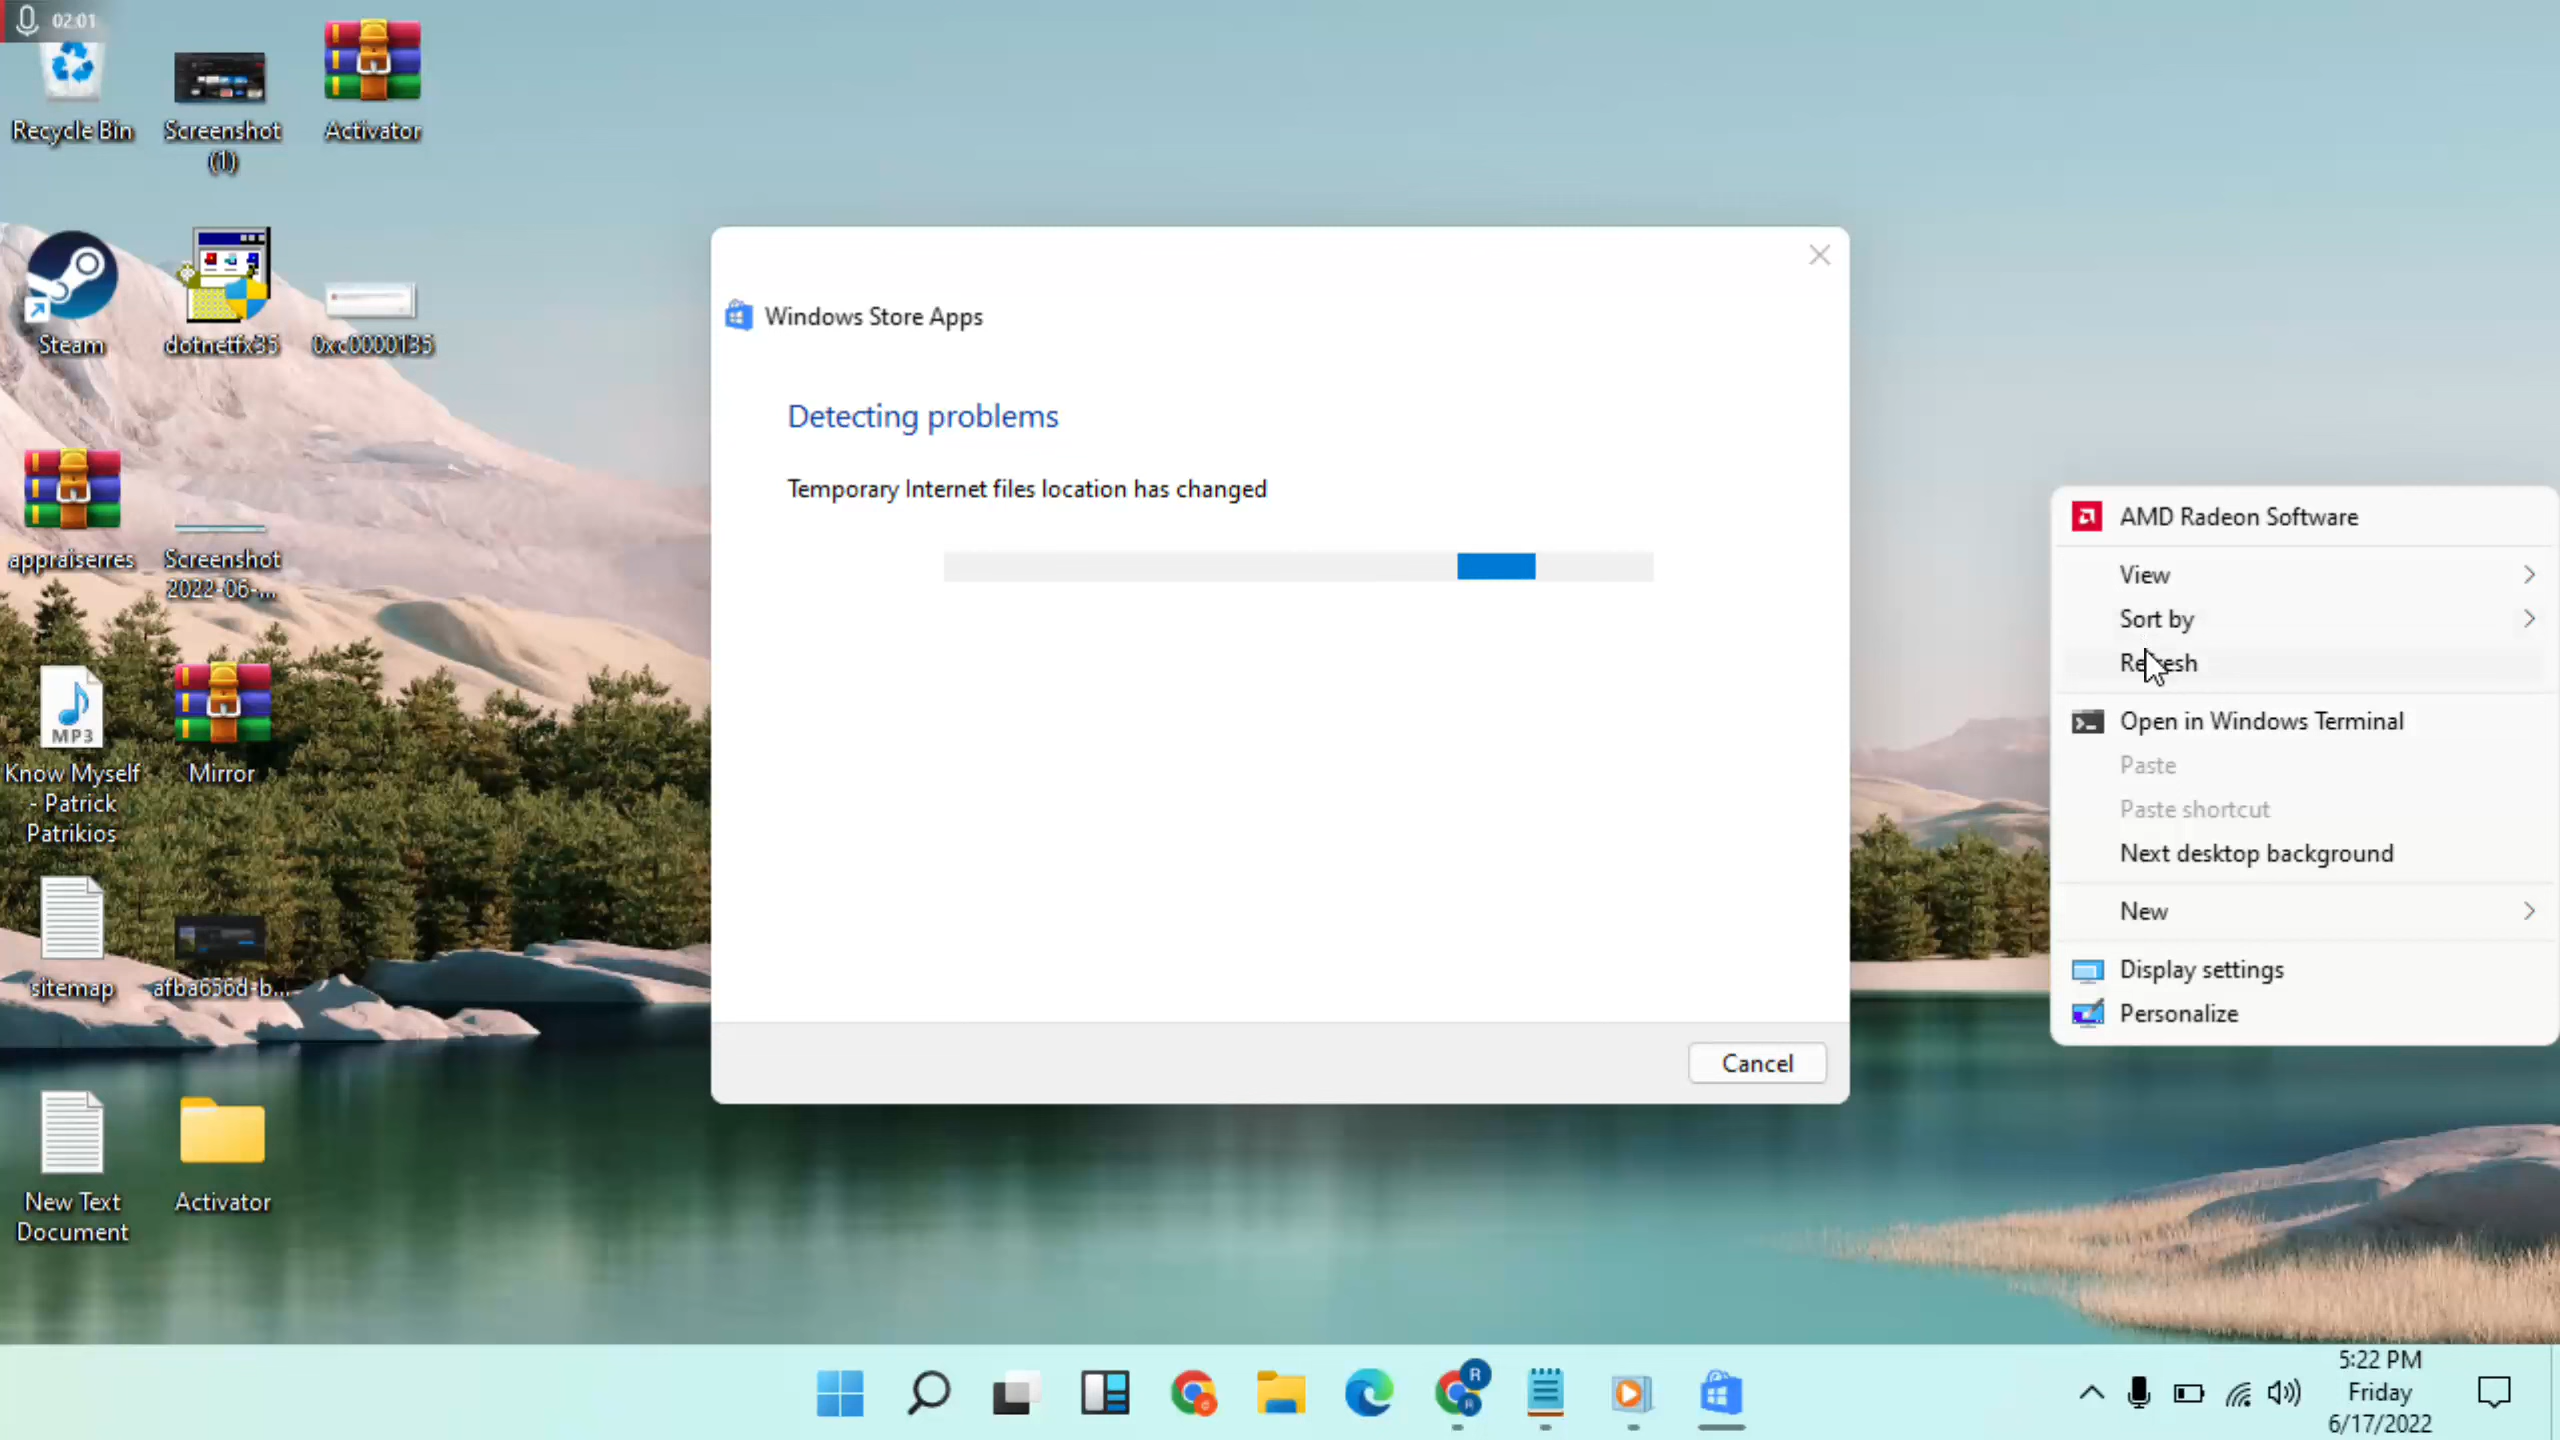 02:01
Recycle Bin
Screenshot
(1)
Activator
Steam
dotnetfx35
0xc0000135
appraiserres
Screenshot
2022-06-...
MP3
Know Myself
- Patrick
Patrikios
Mirror
sitemap
afba656d-b...
New Text
Document
Activator
Windows Store Apps
Detecting problems
Temporary Internet files location has changed
Cancel
AMD Radeon Software
View
Sort by
Refresh
Open in Windows Terminal
Paste
Paste shortcut
Next desktop background
New
Display settings
Personalize
R
R
5:22 PM
Friday
6/17/2022